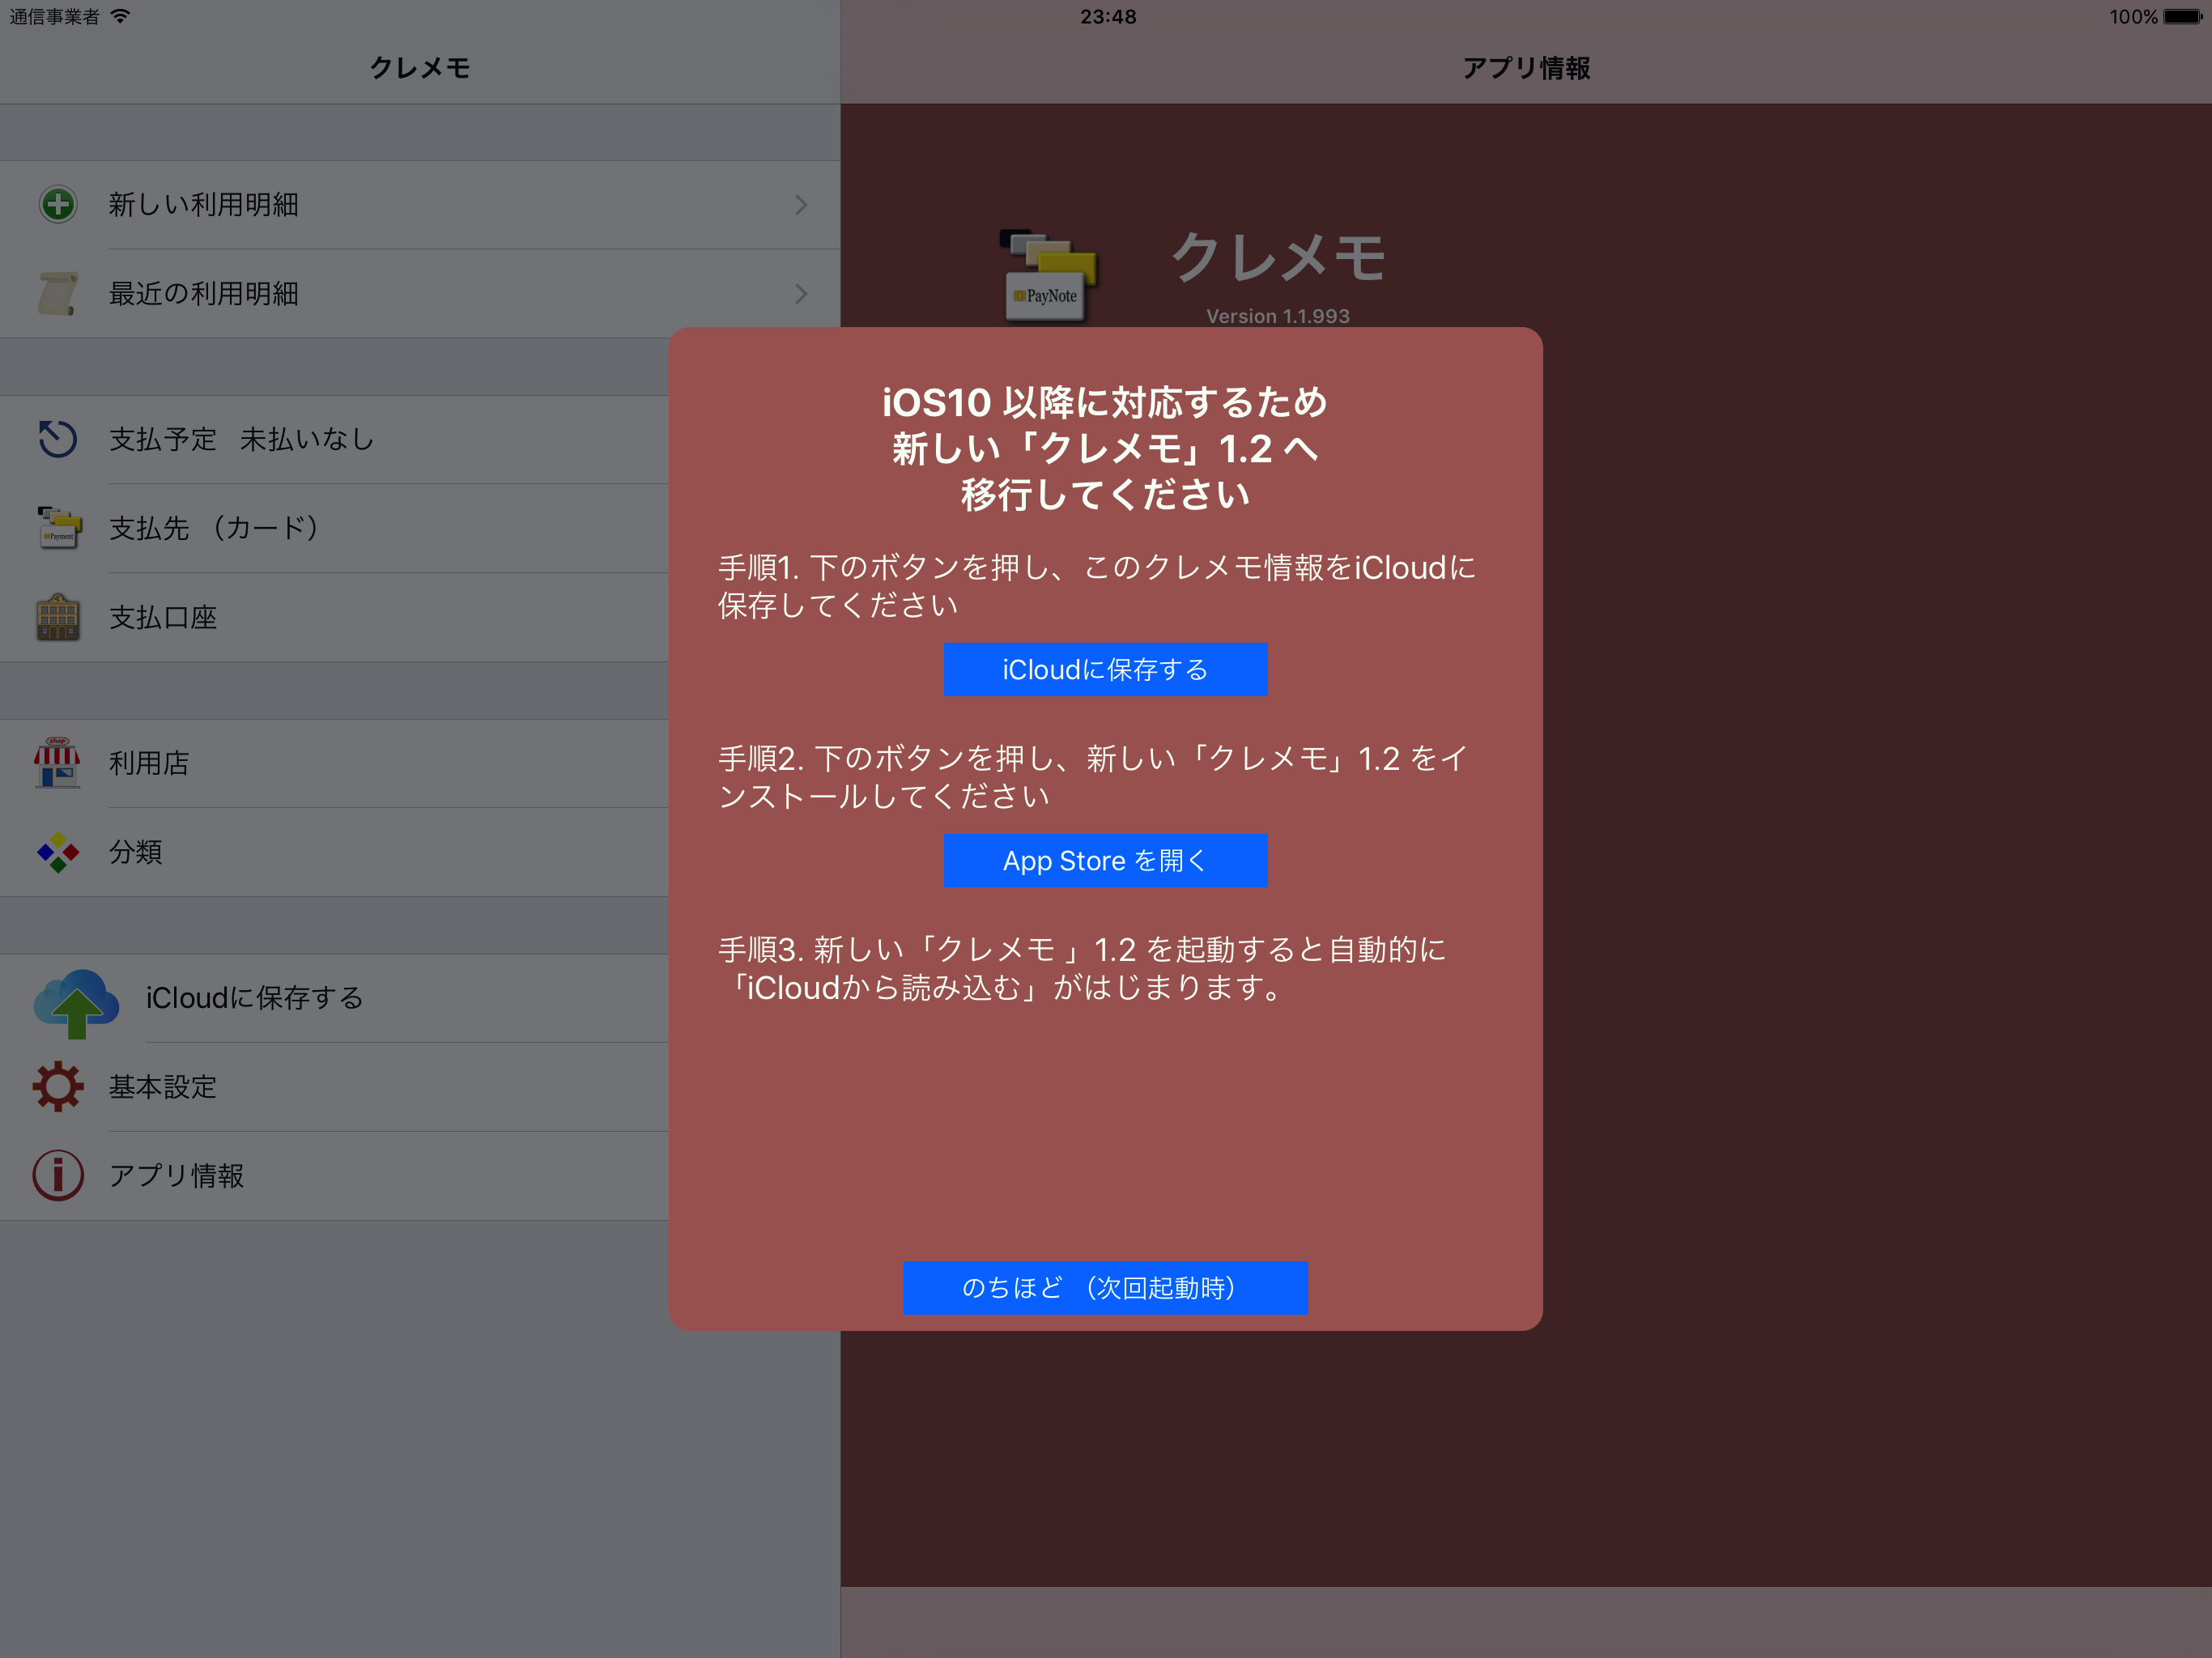 通信事業者
23:48
100%
クレメモ
アプリ情報
新しい利用明細
最近の利用明細
支払予定 未払いなし
Payment
支払先 （カード）
支払口座
shop
利用店
分類
iCloudに保存する
基本設定
アプリ情報
PayNote
クレメモ
Version 1.1.993
iOS10 以降に対応するため
新しい「クレメモ」1.2 へ
移行してください
手順1. 下のボタンを押し、このクレメモ情報をiCloudに
保存してください
iCloudに保存する
手順2. 下のボタンを押し、新しい「クレメモ」1.2 をイ
ンストールしてください
App Store を開く
手順3. 新しい「クレメモ 」1.2 を起動すると自動的に
「iCloudから読み込む」がはじまります。
のちほど （次回起動時）